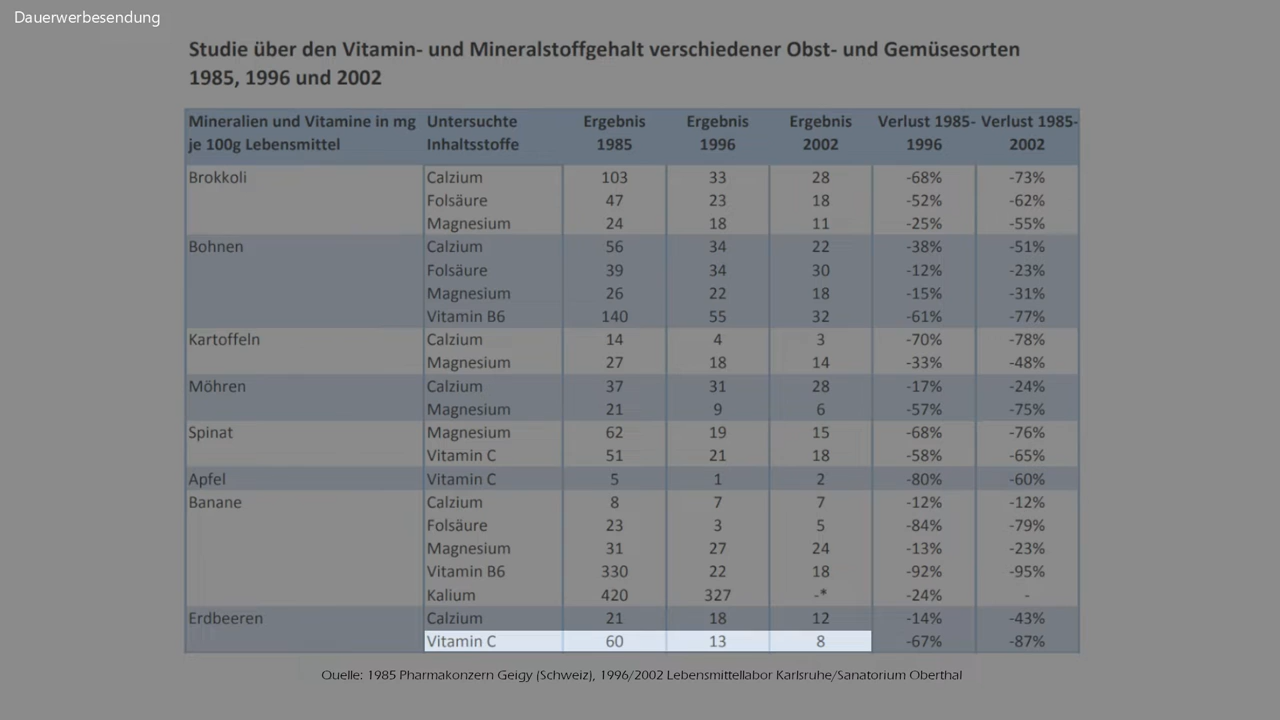 Dauerwerbesendung
Studie über den Vitamin- und Mineralstoffgehalt verschiedener Obst- und Gemüsesorten
1985, 1996 und 2002
Mineralien und Vitamine in mg Untersuchte Ergebnis Ergebnis Ergebnis Verlust 1985- Verlust 1985-
je 100g Lebensmittel Inhaltsstoffe 1985 1996 2002 1996 2002
Brokkoli Calzium 103 33 28 -68% -73%
Folsäure 47 23 18 -52% -62%
Magnesium 24 18 11 -25% -55%
Bohnen Calzium 56 34 22 -38% -51%
Folsäure 39 34 30 -12% -23%
Magnesium 26 22 18 -15% -31%
Vitamin B6 140 55 32 -61% -77%
Kartoffeln Calzium 14 4 3 -70% -78%
Magnesium 27 18 14 -33% -48%
Möhren Calzium 37 31 28 -17% -24%
Magnesium 21 9 6 -57% -75%
Spinat Magnesium 62 19 15 -68% -76%
Vitamin C 51 21 18 -58% -65%
Apfel Vitamin C 5 1 2 -80% -60%
Banane Calzium 8 7 7 -12% -12%
Folsäure 23 3 5 -84% -79%
Magnesium 31 27 24 -13% -23%
Vitamin B6 330 22 18 -92% -95%
Kalium 420 327 -* -24% -
Erdbeeren Calzium 21 18 12 -14% -43%
Vitamin C 60 13 8 -67% -87%
Quelle: 1985 Pharmakonzern Geigy (Schweiz), 1996/2002 Lebensmittellabor Karlsruhe/Sanatorium Oberthal